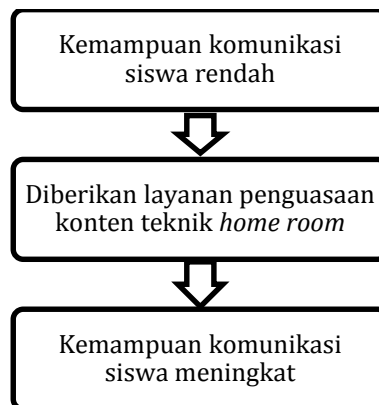 Kemampuan komunikasi
siswa rendah
Diberikan layanan penguasaan
konten teknik home room
Kemampuan komunikasi
siswa meningkat